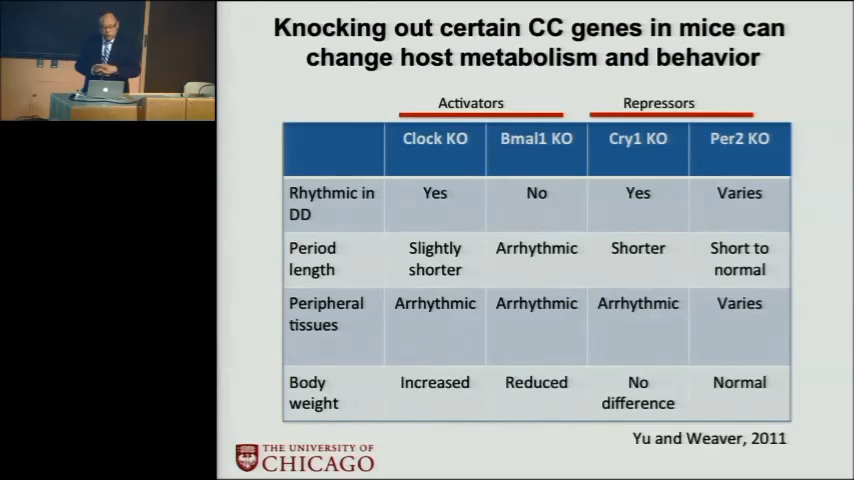 Knocking out certain CC genes in mice can
change host metabolism and behavior
Activators Repressors
Clock KO Bmal1 KO Cry1 KO Per2 KO
Rhythmic in DD Yes No Yes Varies
Period length Slightly shorter Arrhythmic Shorter Short to normal
Peripheral tissues Arrhythmic Arrhythmic Arrhythmic Varies
Body weight Increased Reduced No difference Normal
Yu and Weaver, 2011
THE UNIVERSITY OF
CHICAGO